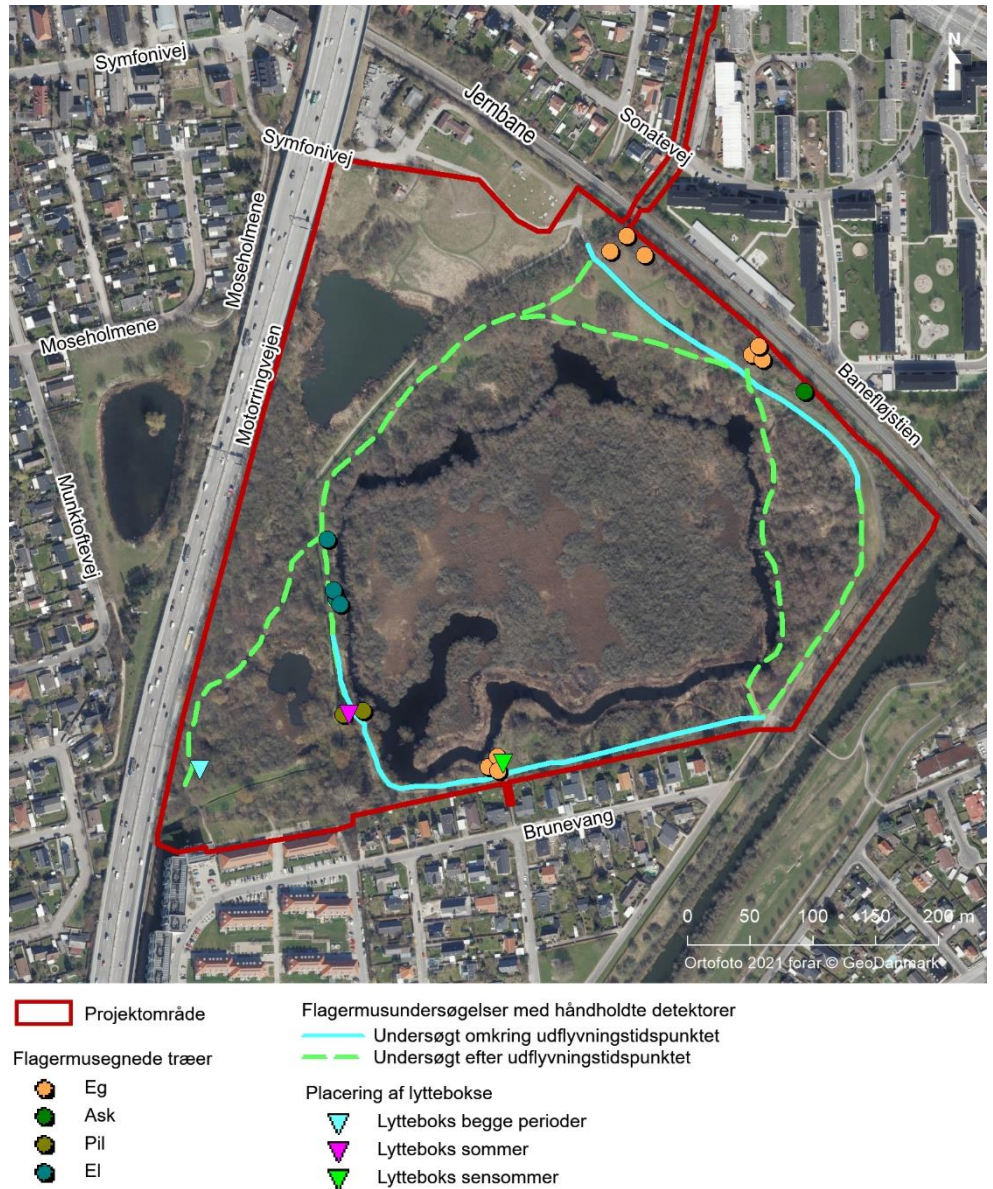 Symfonivej
Jernbane
Sonatevej
N
Symfonivej
Moseholmene
Moseholmene
Motorringvejen
Banefløjstien
Munktoftevej
Brunevang
0 50 100 150 200 m
Ortofoto 2021 forår © GeoDanmark
Projektområde
Flagermusegnede træer
Eg
Ask
Pil
El
Flagermusundersøgelser med håndholdte detektorer
Undersøgt omkring udflyvningstidspunktet
Undersøgt efter udflyvningstidspunktet
Placering af lyttebokse
Lytteboks begge perioder
Lytteboks sommer
Lytteboks sensommer